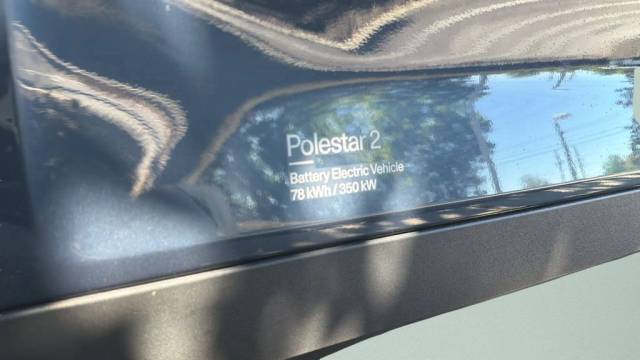 Polestar 2
Battery Electric Vehicle
78 kWh / 350 kW